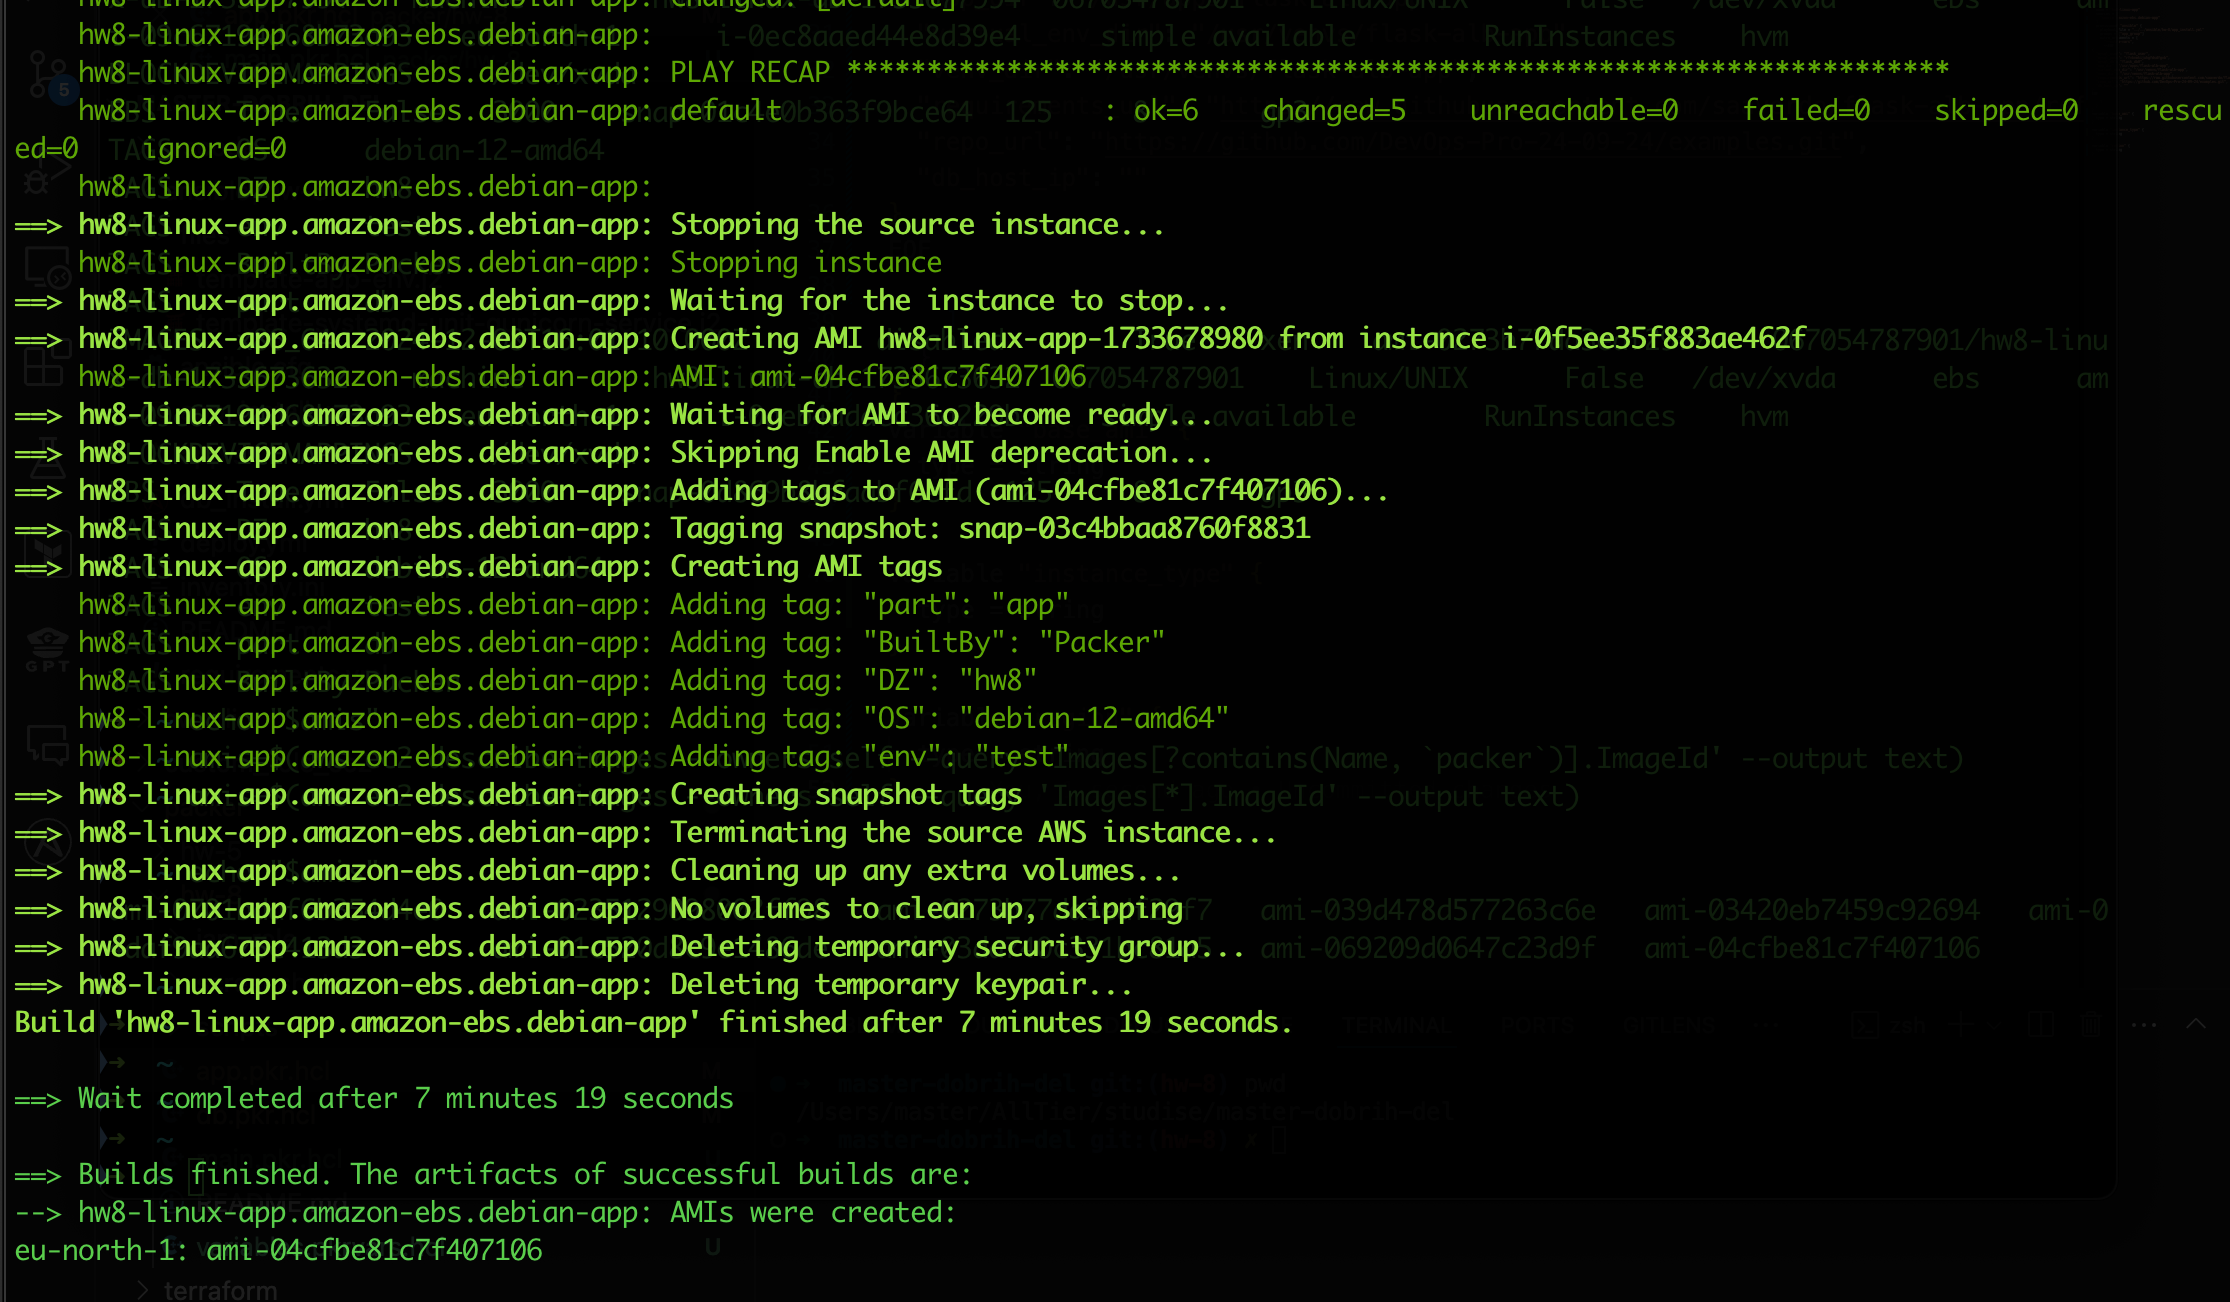 hw8-linux-app.amazon-ebs.debian-app: changed: [default]
hw8-linux-app.amazon-ebs.debian-app:
hw8-linux-app.amazon-ebs.debian-app: PLAY RECAP *********************************************************************
hw8-linux-app.amazon-ebs.debian-app: default : ok=6 changed=5 unreachable=0 failed=0 skipped=0 rescu
ed=0 ignored=0
hw8-linux-app.amazon-ebs.debian-app:
==> hw8-linux-app.amazon-ebs.debian-app: Stopping the source instance...
hw8-linux-app.amazon-ebs.debian-app: Stopping instance
==> hw8-linux-app.amazon-ebs.debian-app: Waiting for the instance to stop...
==> hw8-linux-app.amazon-ebs.debian-app: Creating AMI hw8-linux-app-1733678980 from instance i-0f5ee35f883ae462f
hw8-linux-app.amazon-ebs.debian-app: AMI: ami-04cfbe81c7f407106
==> hw8-linux-app.amazon-ebs.debian-app: Waiting for AMI to become ready...
==> hw8-linux-app.amazon-ebs.debian-app: Skipping Enable AMI deprecation...
==> hw8-linux-app.amazon-ebs.debian-app: Adding tags to AMI (ami-04cfbe81c7f407106)...
==> hw8-linux-app.amazon-ebs.debian-app: Tagging snapshot: snap-03c4bbaa8760f8831
==> hw8-linux-app.amazon-ebs.debian-app: Creating AMI tags
hw8-linux-app.amazon-ebs.debian-app: Adding tag: "part": "app"
hw8-linux-app.amazon-ebs.debian-app: Adding tag: "BuiltBy": "Packer"
hw8-linux-app.amazon-ebs.debian-app: Adding tag: "DZ": "hw8"
hw8-linux-app.amazon-ebs.debian-app: Adding tag: "OS": "debian-12-amd64"
hw8-linux-app.amazon-ebs.debian-app: Adding tag: "env": "test"
==> hw8-linux-app.amazon-ebs.debian-app: Creating snapshot tags
==> hw8-linux-app.amazon-ebs.debian-app: Terminating the source AWS instance...
==> hw8-linux-app.amazon-ebs.debian-app: Cleaning up any extra volumes...
==> hw8-linux-app.amazon-ebs.debian-app: No volumes to clean up, skipping
==> hw8-linux-app.amazon-ebs.debian-app: Deleting temporary security group...
==> hw8-linux-app.amazon-ebs.debian-app: Deleting temporary keypair...
Build 'hw8-linux-app.amazon-ebs.debian-app' finished after 7 minutes 19 seconds.
==> Wait completed after 7 minutes 19 seconds
==> Builds finished. The artifacts of successful builds are:
--> hw8-linux-app.amazon-ebs.debian-app: AMIs were created:
eu-north-1: ami-04cfbe81c7f407106
terraform